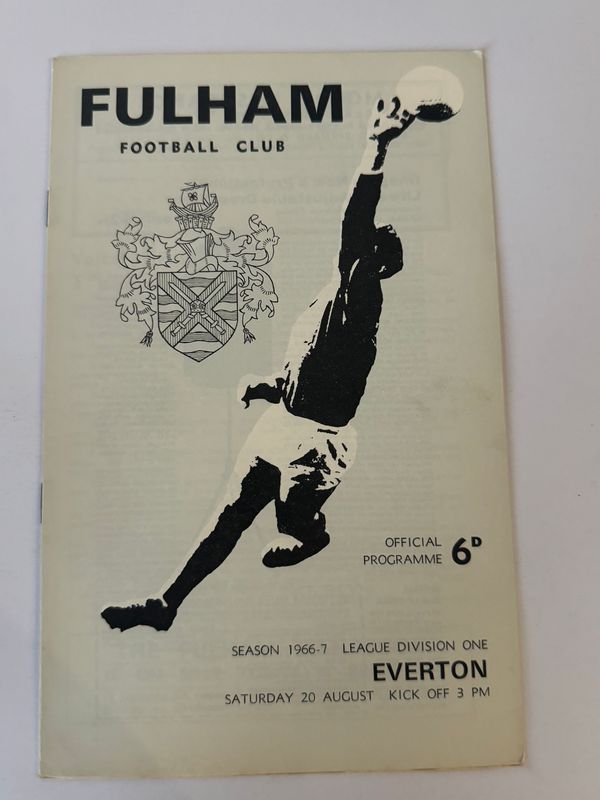 FULHAM
FOOTBALL CLUB
OFFICIAL
PROGRAMME 6D
SEASON 1966-7 LEAGUE DIVISION ONE
EVERTON
SATURDAY 20 AUGUST KICK OFF 3 PM